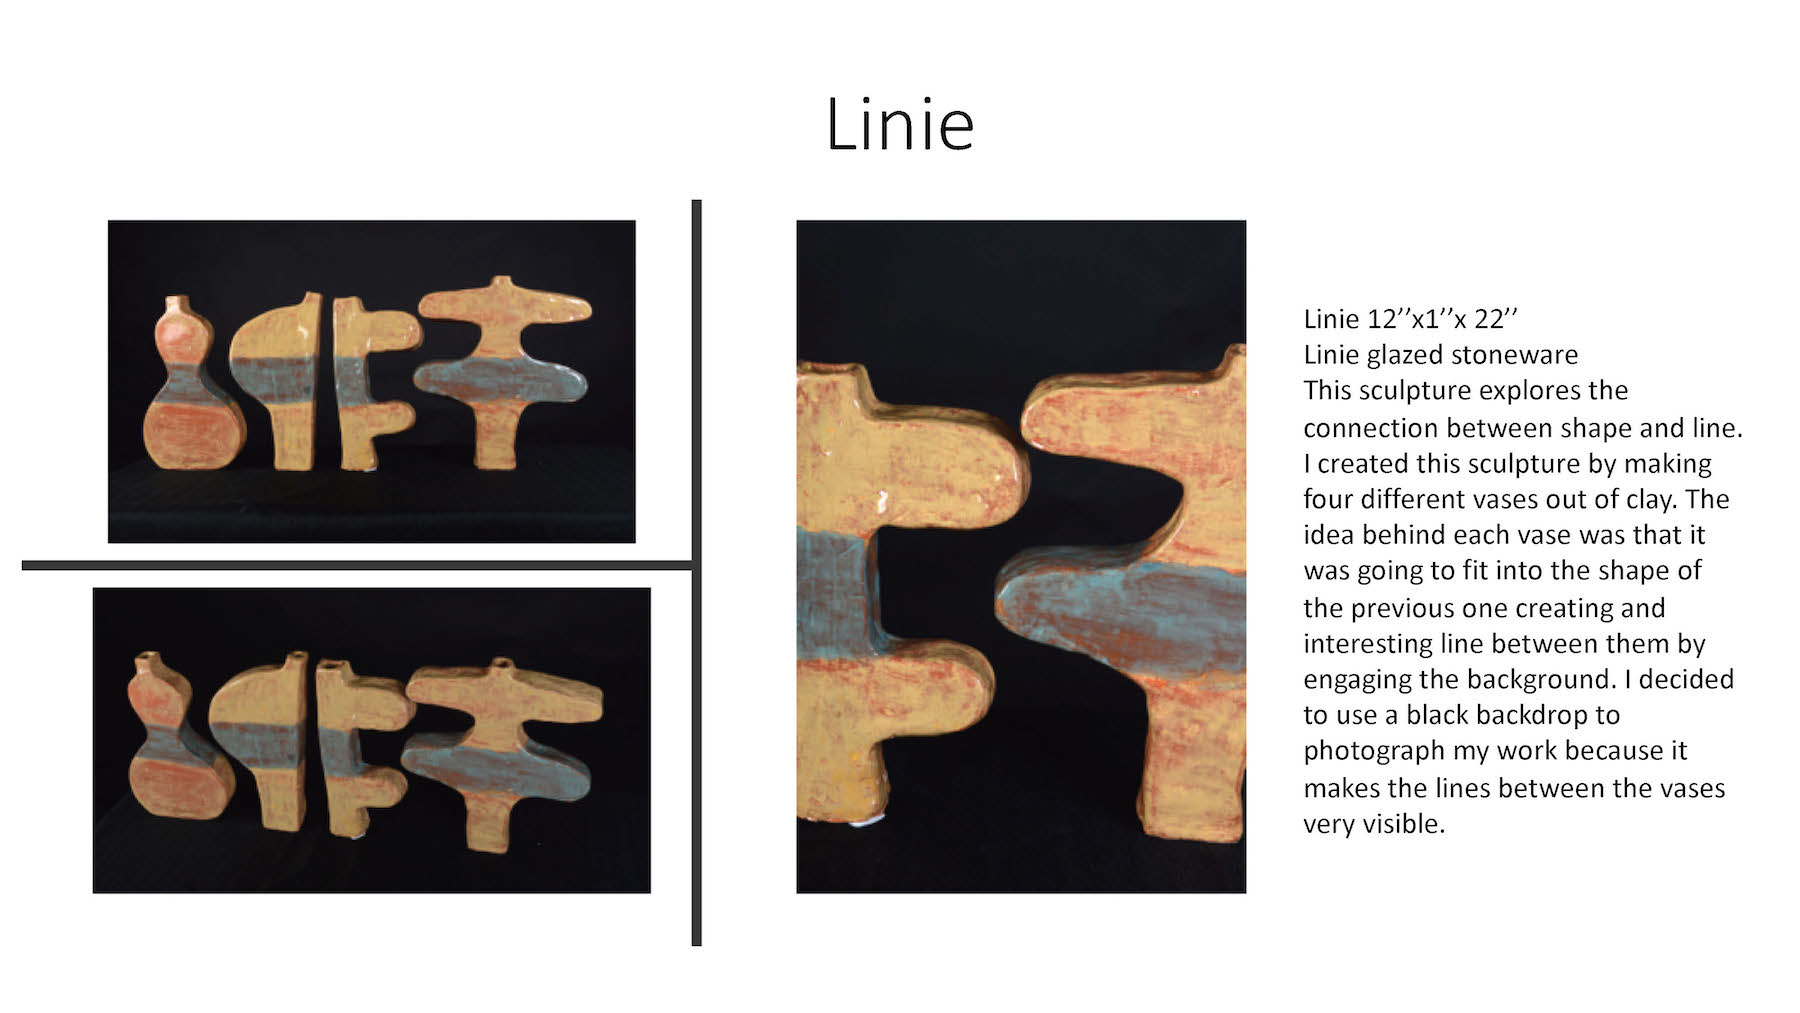 Linie
Linie 12’’x1’’x 22’’
Linie glazed stoneware
This sculpture explores the
connection between shape and line.
I created this sculpture by making
four different vases out of clay. The
idea behind each vase was that it
was going to fit into the shape of
the previous one creating and
interesting line between them by
engaging the background. I decided
to use a black backdrop to
photograph my work because it
makes the lines between the vases
very visible.